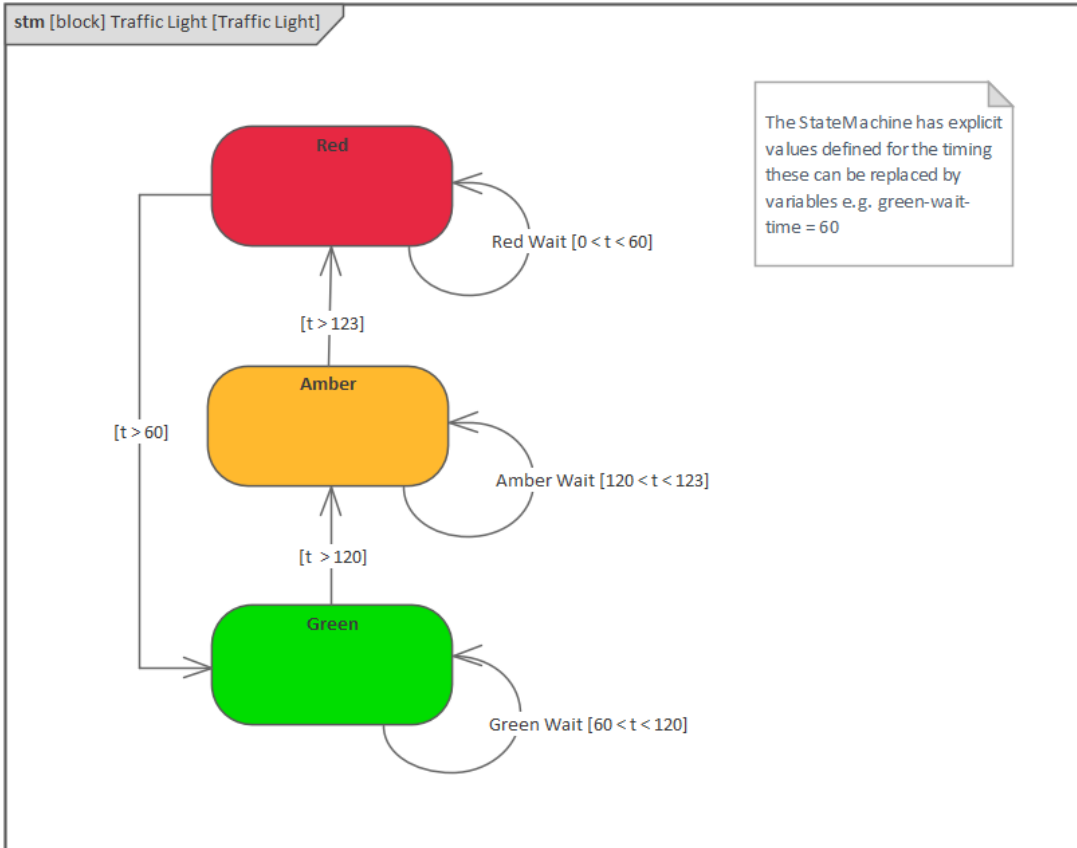 stm [block] Traffic Light [Traffic Light]
Red
The StateMachine has explicit
values defined for the timing
these can be replaced by
variables e.g. green-wait-
time = 60
Red Wait [0 < t < 60]
[t > 123]
Amber
[t > 60]
Amber Wait [120 < t < 123]
[t  > 120]
Green
Green Wait [60 < t < 120]